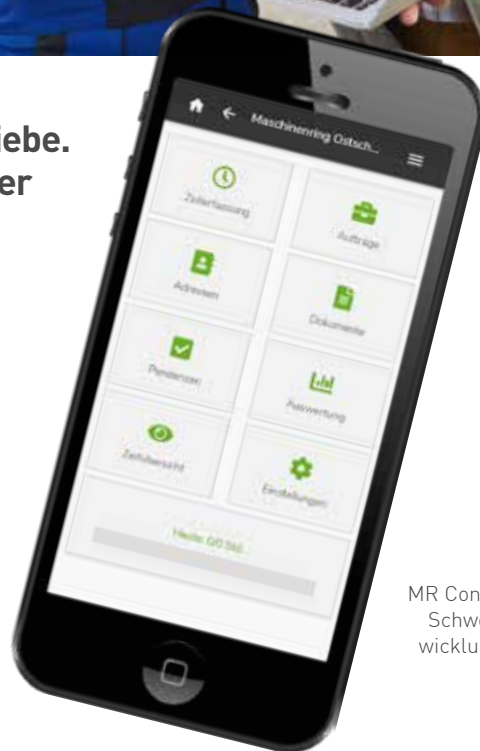 iebe.
er
Maschinenring Ostsch...
Zeiterfassung
Aufträge
Adressen
Dokumente
Pendenzen
Auswertung
Zeitübersicht
Einstellungen
MR Con
Schwe
wicklu